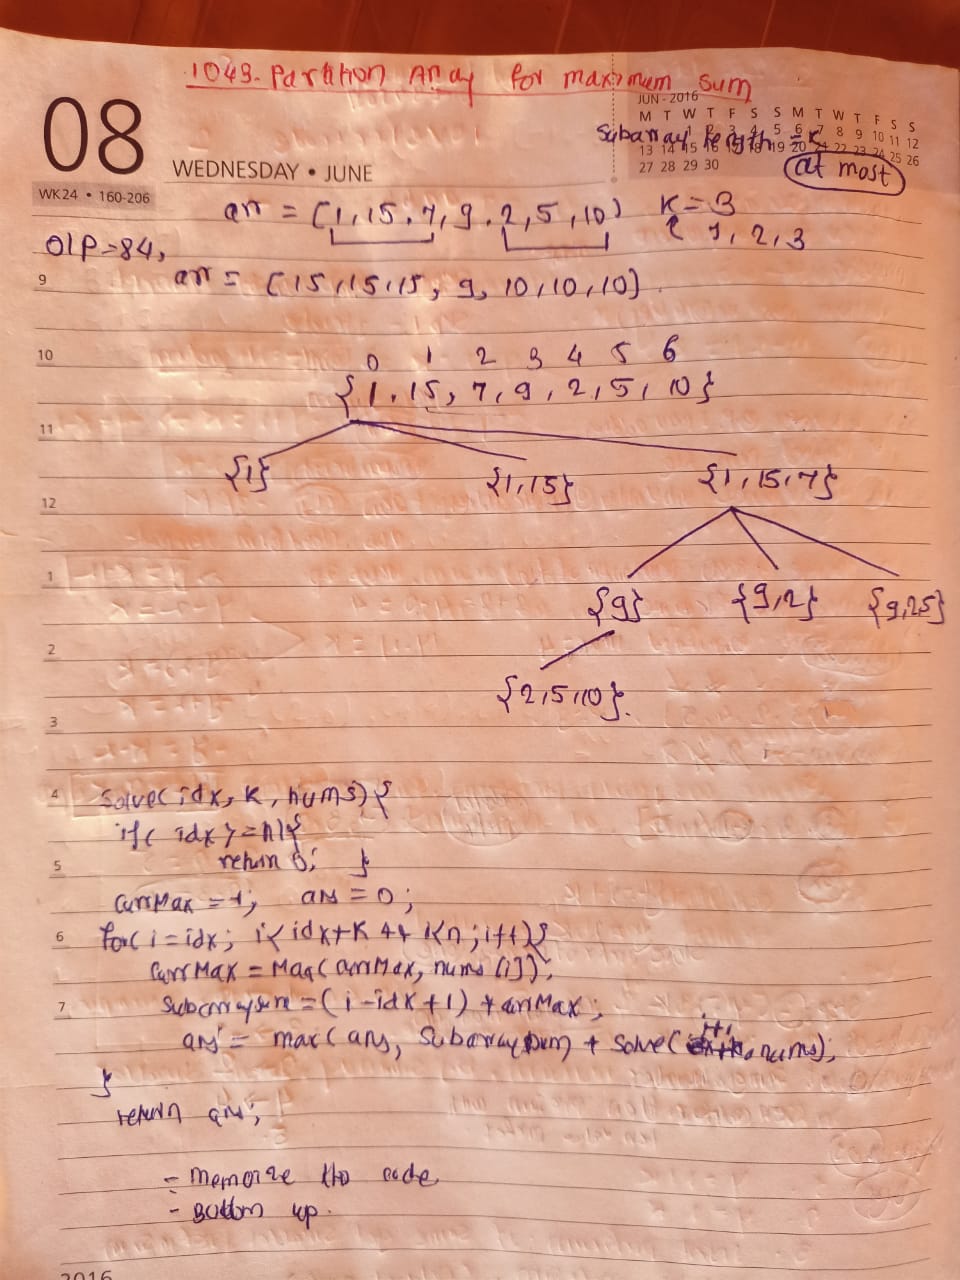 1049. Partition Array for maximum sum
JUN - 2016
M T W T F S S M T W T F S S
1 2 3 4 5 6 7 8 9 10 11 12
13 14 15 16 17 18 19 20 21 22 23 24 25 26
27 28 29 30
08
WEDNESDAY • JUNE
WK24 • 160-206
Subarray length = K
at most
arr = [1, 15, 7, 9, 2, 5, 10] K = 3
1, 2, 3
O/P = 84,
9
arr = [15, 15, 15, 9, 10, 10, 10].
10
0 1 2 3 4 5 6
{1, 15, 7, 9, 2, 5, 10}
11
{1} {1, 15} {1, 15, 7}
12
1
{9} {9, 2} {9, 2 5}
2
{2, 5, 10}.
3
4
solve( idx, K, nums) {
if( idx >= n) {
5
return 0; }
currMax = -1; ans = 0;
6
for( i = idx; i < idx+K && i<n; i++) {
currMax = Max( currMax, nums[i]);
7
subarraysum = (i - idx + 1) * currMax;
ans = max( ans, subarraysum + solve( i+1, nums);
}
return ans;
- Memorize the code
- Bottom up.
2016